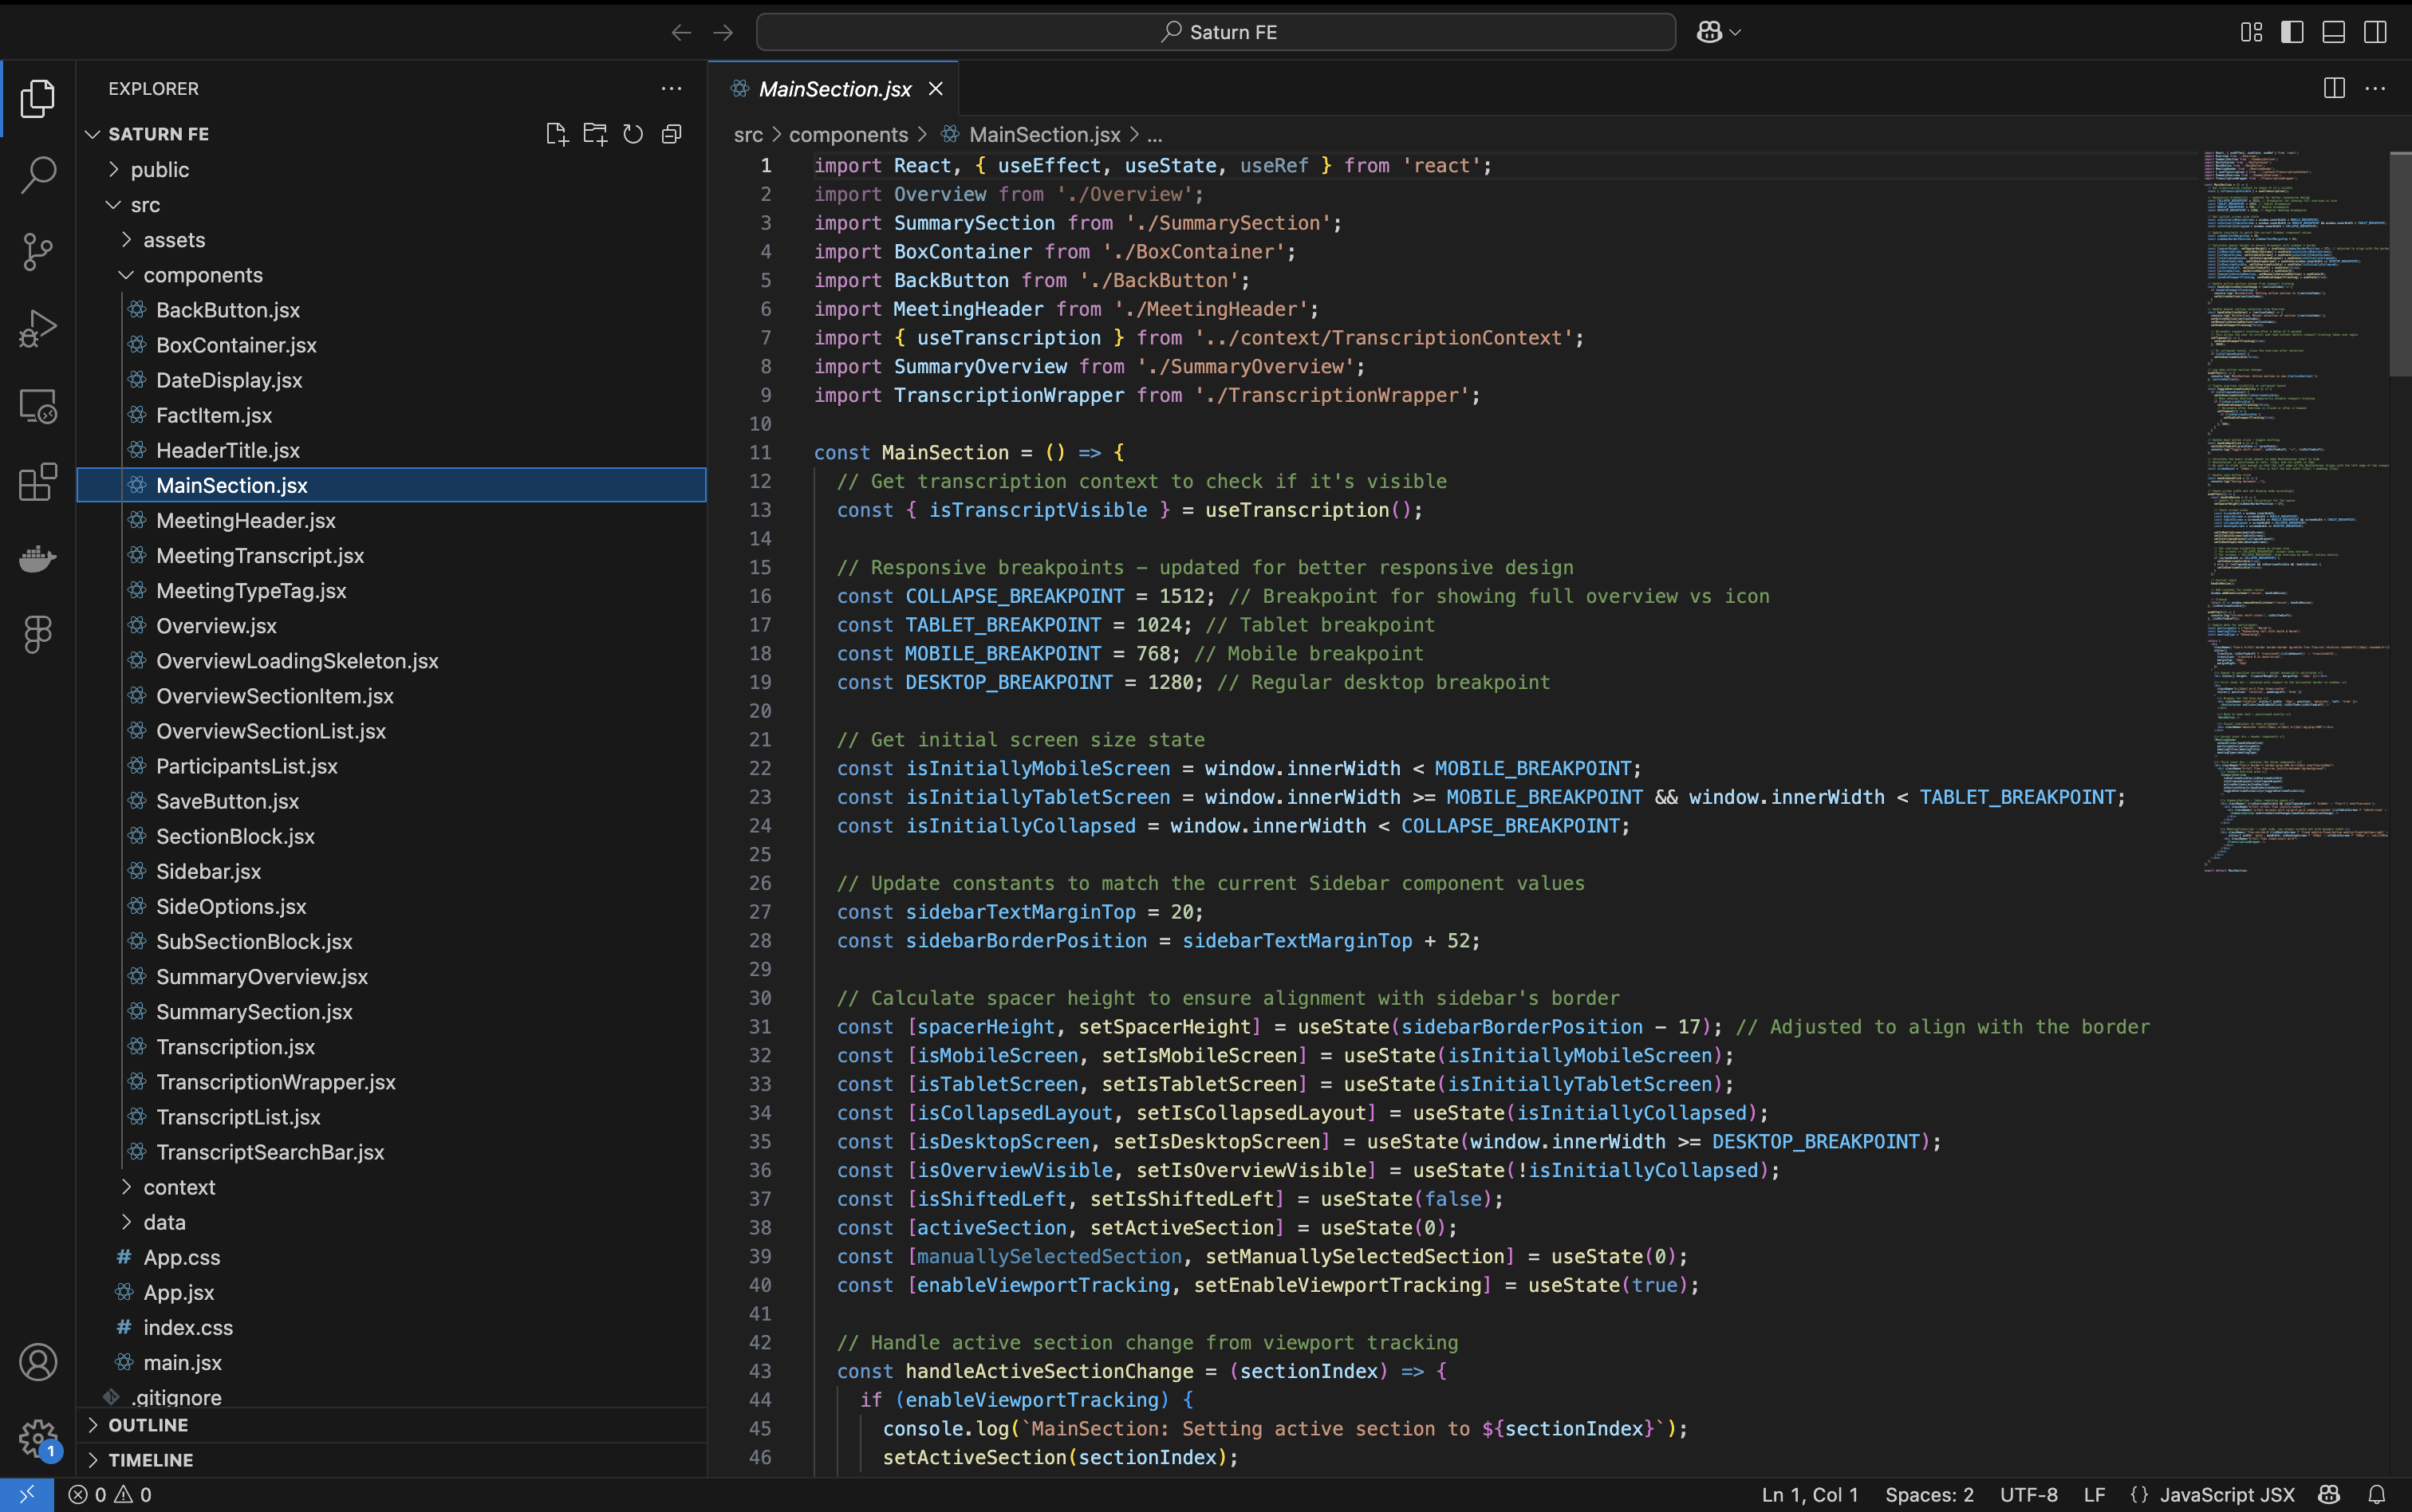 Saturn FE
EXPLORER
SATURN FE
public
src
assets
components
BackButton.jsx
BoxContainer.jsx
DateDisplay.jsx
FactItem.jsx
HeaderTitle.jsx
MainSection.jsx
MeetingHeader.jsx
MeetingTranscript.jsx
MeetingTypeTag.jsx
Overview.jsx
OverviewLoadingSkeleton.jsx
OverviewSectionItem.jsx
OverviewSectionList.jsx
ParticipantsList.jsx
SaveButton.jsx
SectionBlock.jsx
Sidebar.jsx
SideOptions.jsx
SubSectionBlock.jsx
SummaryOverview.jsx
SummarySection.jsx
Transcription.jsx
TranscriptionWrapper.jsx
TranscriptList.jsx
TranscriptSearchBar.jsx
context
data
# App.css
App.jsx
# index.css
main.jsx
.gitignore
OUTLINE
TIMELINE
1
MainSection.jsx
src > components > MainSection.jsx > ...
1 import React, { useEffect, useState, useRef } from 'react';
2 import Overview from './Overview';
3 import SummarySection from './SummarySection';
4 import BoxContainer from './BoxContainer';
5 import BackButton from './BackButton';
6 import MeetingHeader from './MeetingHeader';
7 import { useTranscription } from '../context/TranscriptionContext';
8 import SummaryOverview from './SummaryOverview';
9 import TranscriptionWrapper from './TranscriptionWrapper';
10
11 const MainSection = () => {
12 // Get transcription context to check if it's visible
13 const { isTranscriptVisible } = useTranscription();
14
15 // Responsive breakpoints – updated for better responsive design
16 const COLLAPSE_BREAKPOINT = 1512; // Breakpoint for showing full overview vs icon
17 const TABLET_BREAKPOINT = 1024; // Tablet breakpoint
18 const MOBILE_BREAKPOINT = 768; // Mobile breakpoint
19 const DESKTOP_BREAKPOINT = 1280; // Regular desktop breakpoint
20
21 // Get initial screen size state
22 const isInitiallyMobileScreen = window.innerWidth < MOBILE_BREAKPOINT;
23 const isInitiallyTabletScreen = window.innerWidth >= MOBILE_BREAKPOINT && window.innerWidth < TABLET_BREAKPOINT;
24 const isInitiallyCollapsed = window.innerWidth < COLLAPSE_BREAKPOINT;
25
26 // Update constants to match the current Sidebar component values
27 const sidebarTextMarginTop = 20;
28 const sidebarBorderPosition = sidebarTextMarginTop + 52;
29
30 // Calculate spacer height to ensure alignment with sidebar's border
31 const [spacerHeight, setSpacerHeight] = useState(sidebarBorderPosition - 17); // Adjusted to align with the border
32 const [isMobileScreen, setIsMobileScreen] = useState(isInitiallyMobileScreen);
33 const [isTabletScreen, setIsTabletScreen] = useState(isInitiallyTabletScreen);
34 const [isCollapsedLayout, setIsCollapsedLayout] = useState(isInitiallyCollapsed);
35 const [isDesktopScreen, setIsDesktopScreen] = useState(window.innerWidth >= DESKTOP_BREAKPOINT);
36 const [isOverviewVisible, setIsOverviewVisible] = useState(!isInitiallyCollapsed);
37 const [isShiftedLeft, setIsShiftedLeft] = useState(false);
38 const [activeSection, setActiveSection] = useState(0);
39 const [manuallySelectedSection, setManuallySelectedSection] = useState(0);
40 const [enableViewportTracking, setEnableViewportTracking] = useState(true);
41
42 // Handle active section change from viewport tracking
43 const handleActiveSectionChange = (sectionIndex) => {
44 if (enableViewportTracking) {
45 console.log(`MainSection: Setting active section to ${sectionIndex}`);
46 setActiveSection(sectionIndex);
0 0
Ln 1, Col 1 Spaces: 2 UTF-8 LF {} JavaScript JSX